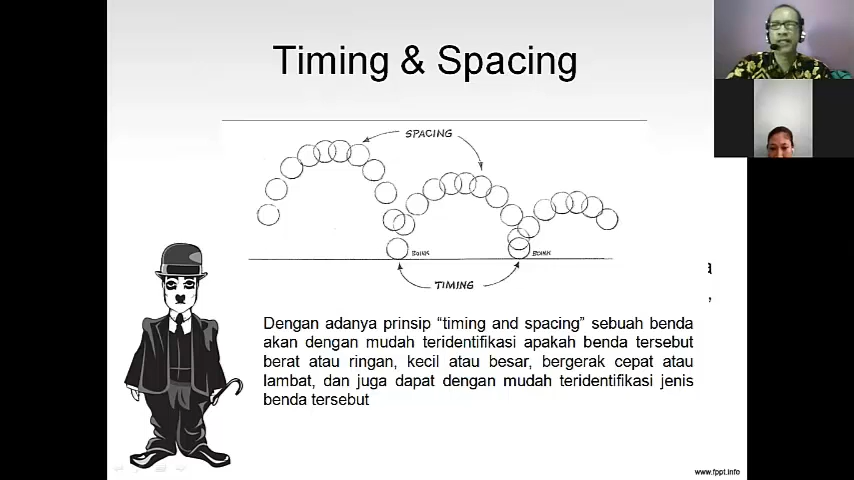 Timing & Spacing
SPACING
BOINK
BOINK
TIMING
Dengan adanya prinsip “timing and spacing” sebuah benda
akan dengan mudah teridentifikasi apakah benda tersebut
berat atau ringan, kecil atau besar, bergerak cepat atau
lambat, dan juga dapat dengan mudah teridentifikasi jenis
benda tersebut
www.fppt.info